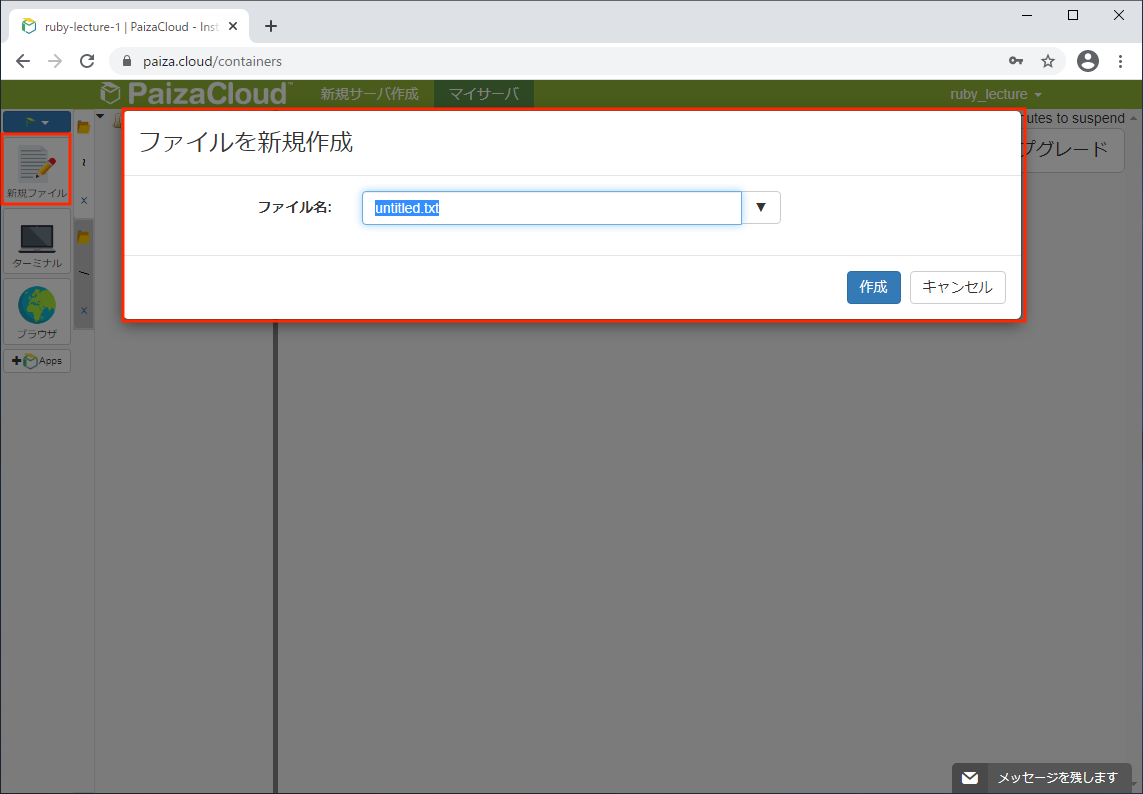 ruby-lecture-1 | PaizaCloud - Inst
paiza.cloud/containers
PaizaCloud™ 新規サーバ作成 マイサーバ ruby_lecture
utes to suspend
プグレード
新規ファイル
ターミナル
ブラウザ
Apps
~
/
ファイルを新規作成
ファイル名: untitled.txt
作成 キャンセル
メッセージを残します